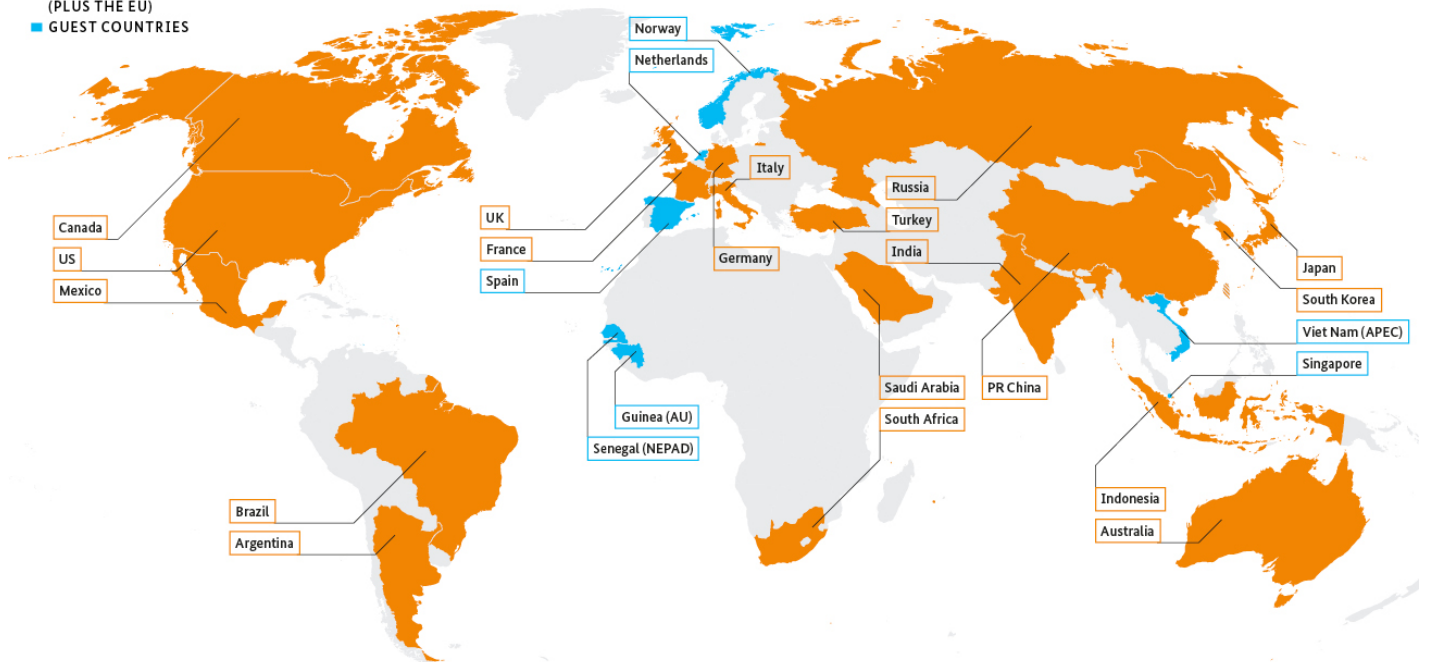 (PLUS THE EU)
GUEST COUNTRIES
Norway
Netherlands
Italy
Russia
Canada
UK
Turkey
US
France
Germany
India
Japan
Mexico
Spain
South Korea
Viet Nam (APEC)
Singapore
Saudi Arabia
PR China
Guinea (AU)
South Africa
Senegal (NEPAD)
Brazil
Indonesia
Argentina
Australia